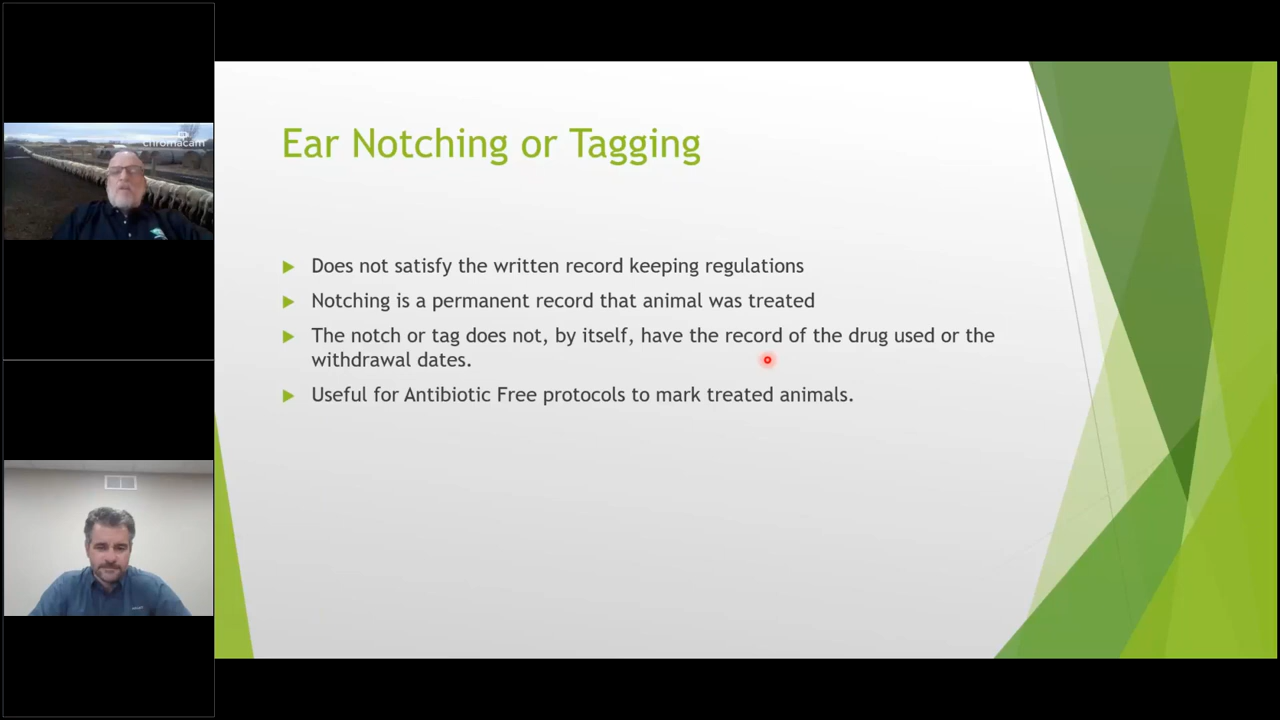 chromacam
Ear Notching or Tagging
Does not satisfy the written record keeping regulations
Notching is a permanent record that animal was treated
The notch or tag does not, by itself, have the record of the drug used or the
withdrawal dates.
Useful for Antibiotic Free protocols to mark treated animals.